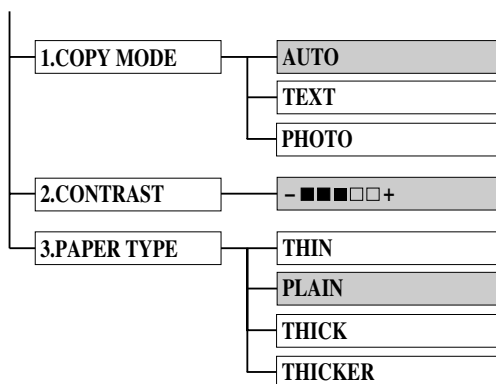 1.COPY MODE
AUTO
TEXT
PHOTO
2.CONTRAST
– ■■■□□+
3.PAPER TYPE
THIN
PLAIN
THICK
THICKER